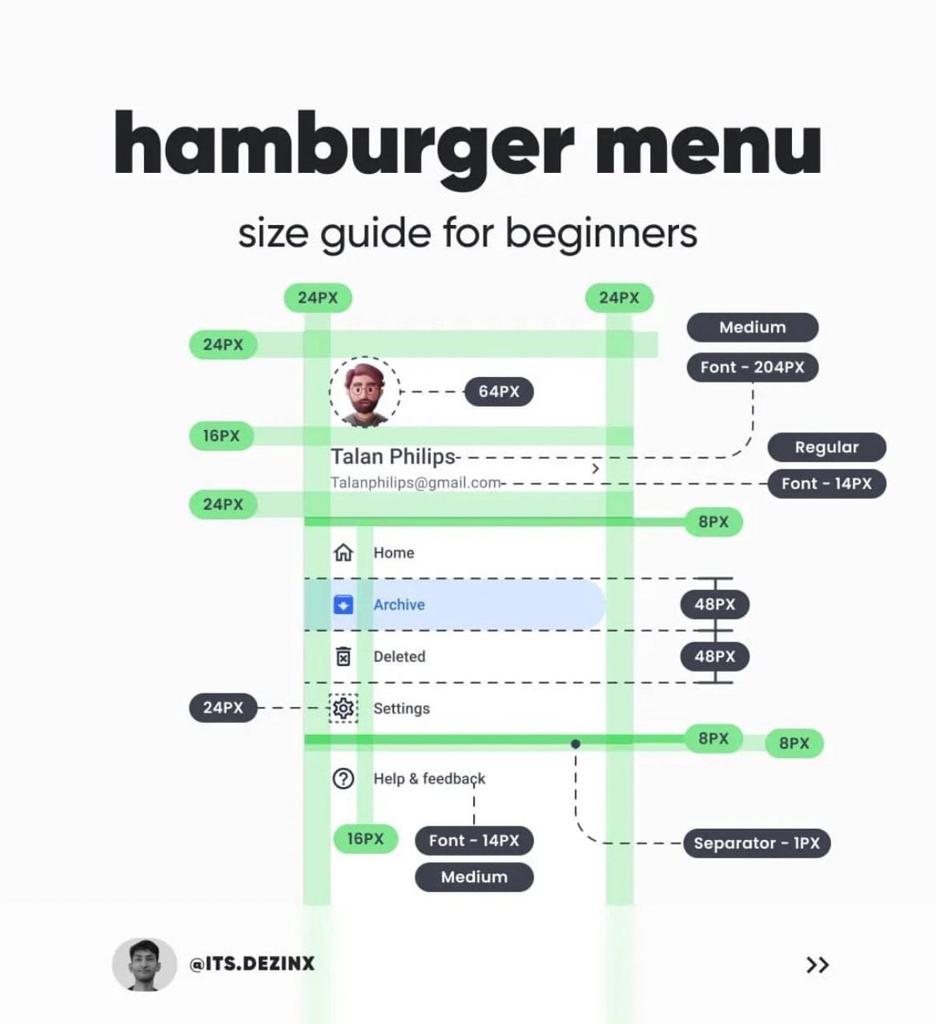 hamburger menu
size guide for beginners
24PX
24PX
Medium
24PX
Font - 204PX
64PX
16PX
Regular
Talan Philips
Talanphilips@gmail.com
Font - 14PX
24PX
8PX
Home
Archive
48PX
Deleted
48PX
24PX
Settings
8PX
8PX
Help & feedback
16PX
Font - 14PX
Separator - 1PX
Medium
@ITS.DEZINX